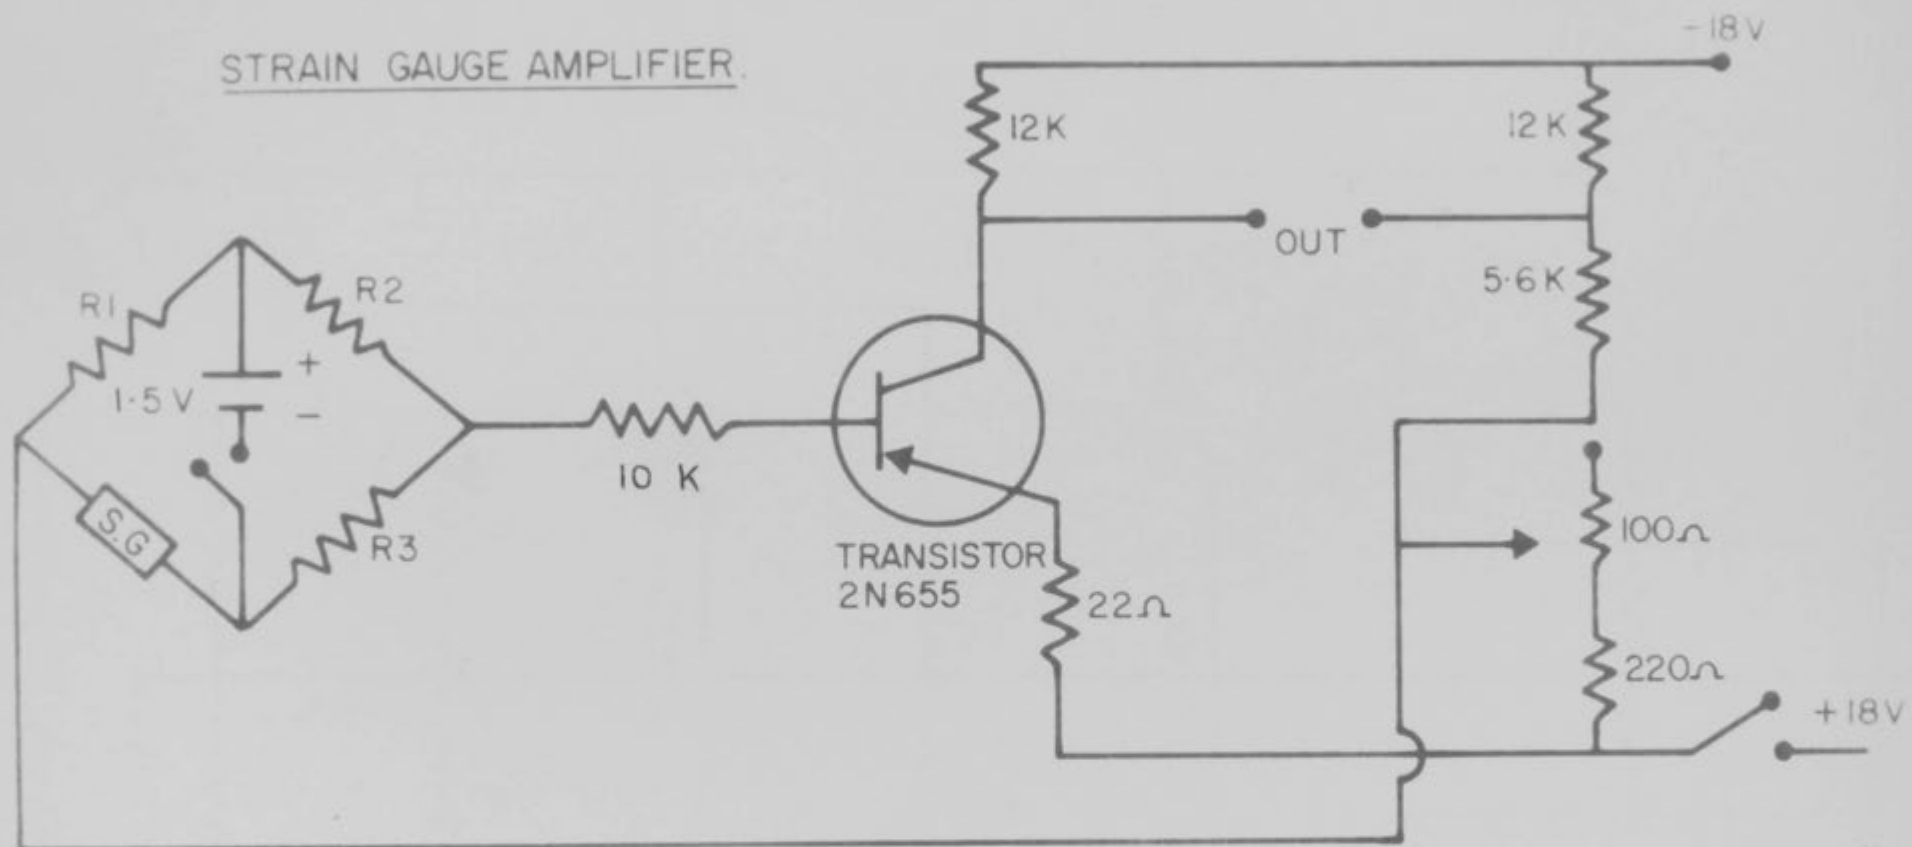 STRAIN GAUGE AMPLIFIER.
-18V
12K
12K
OUT
5·6K
R1
R2
1·5V
+
−
S.G
R3
10 K
TRANSISTOR
2N655
22Ω
100Ω
220Ω
+18V